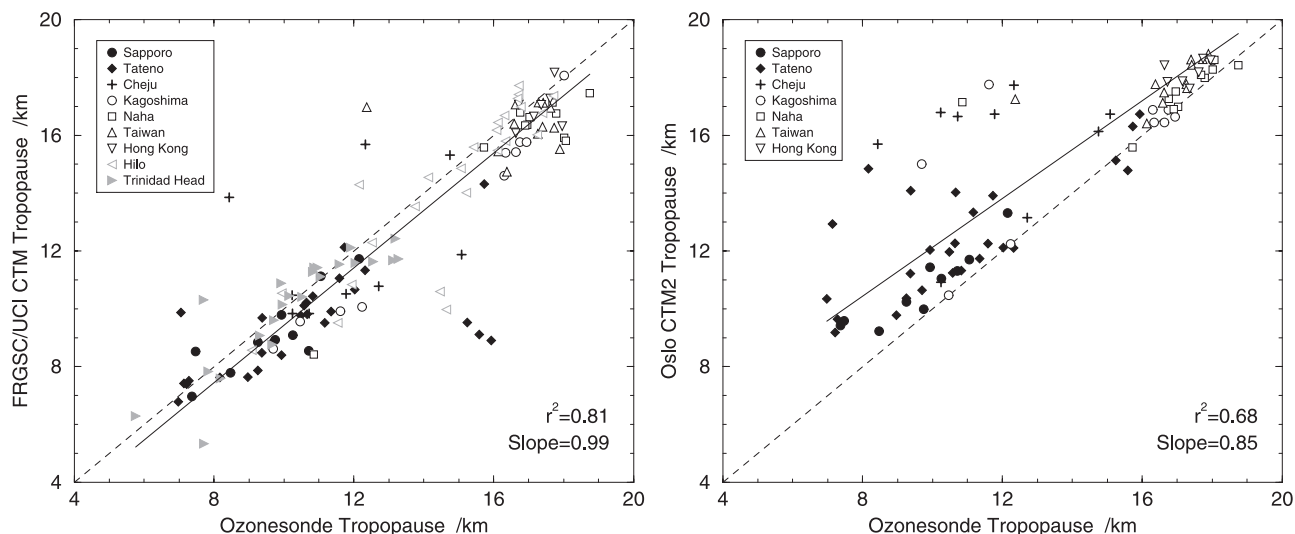 20
16
12
8
4
FRGSC/UCI CTM Tropopause /km
Sapporo
Tateno
Cheju
Kagoshima
Naha
Taiwan
Hong Kong
Hilo
Trinidad Head
r²=0.81
Slope=0.99
4 8 12 16 20
Ozonesonde Tropopause /km
20
16
12
8
4
Oslo CTM2 Tropopause /km
Sapporo
Tateno
Cheju
Kagoshima
Naha
Taiwan
Hong Kong
r²=0.68
Slope=0.85
4 8 12 16 20
Ozonesonde Tropopause /km